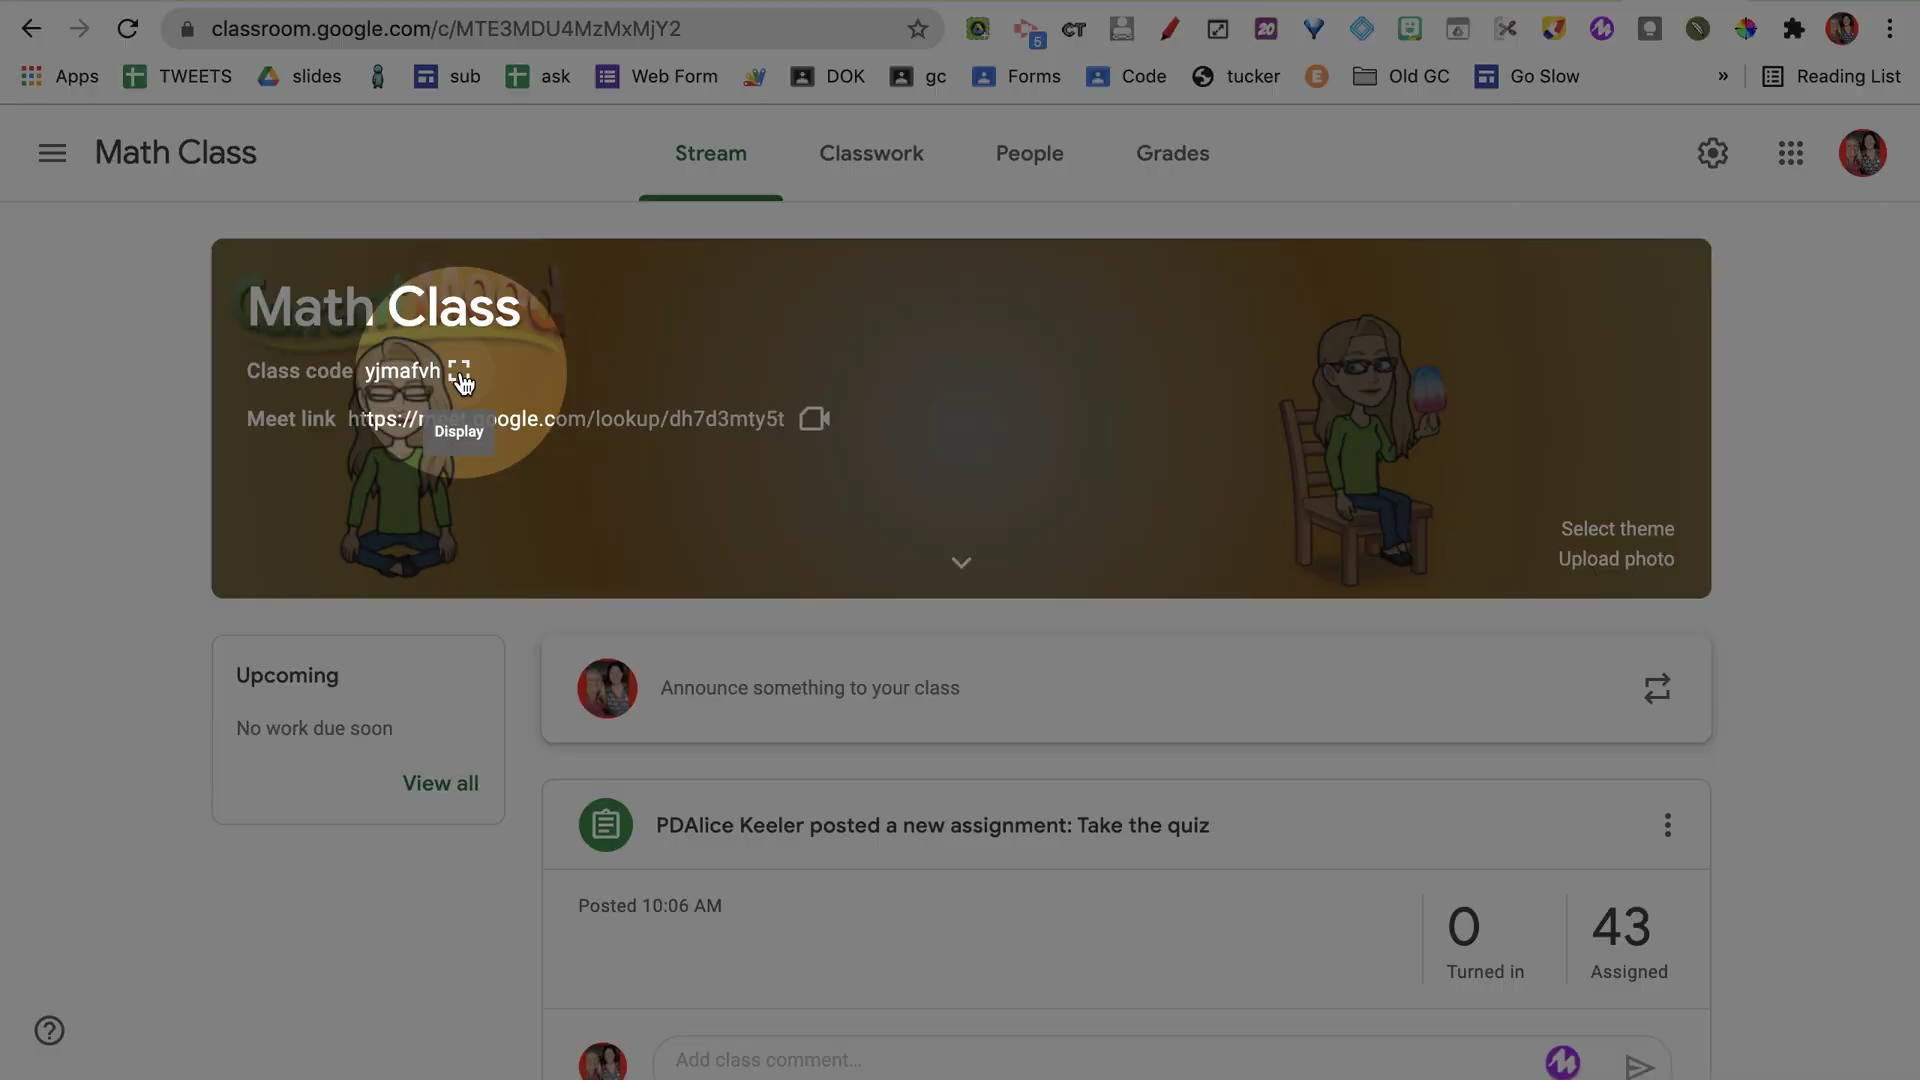 classroom.google.com/c/MTE3MDU4MzMxMjY2
5
CT
20
Apps
TWEETS
slides
sub
ask
Web Form
DOK
gc
Forms
Code
tucker
E
Old GC
Go Slow
»
Reading List
Math Class
Stream
Classwork
People
Grades
Math Class
Class code yjmafvh
Meet link https://meet.google.com/lookup/dh7d3mty5t
Display
Select theme
Upload photo
Upcoming
No work due soon
View all
Announce something to your class
PDAlice Keeler posted a new assignment: Take the quiz
Posted 10:06 AM
0
Turned in
43
Assigned
Add class comment...